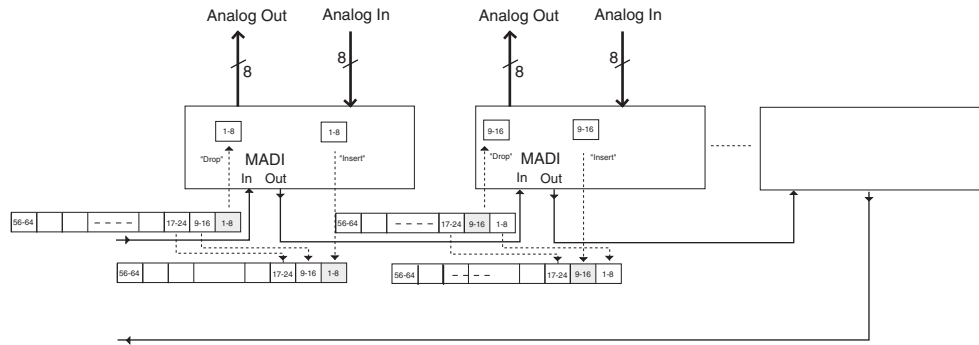 Analog Out Analog In Analog Out Analog In
8 8 8 8
8 8
1-8 1-8 9-16 9-16
"Drop" "Insert" "Drop" "Insert"
MADI MADI
In Out In Out
56-64 17-24 9-16 1-8 56-64 17-24 9-16 1-8
56-64 17-24 9-16 1-8 56-64 17-24 9-16 1-8